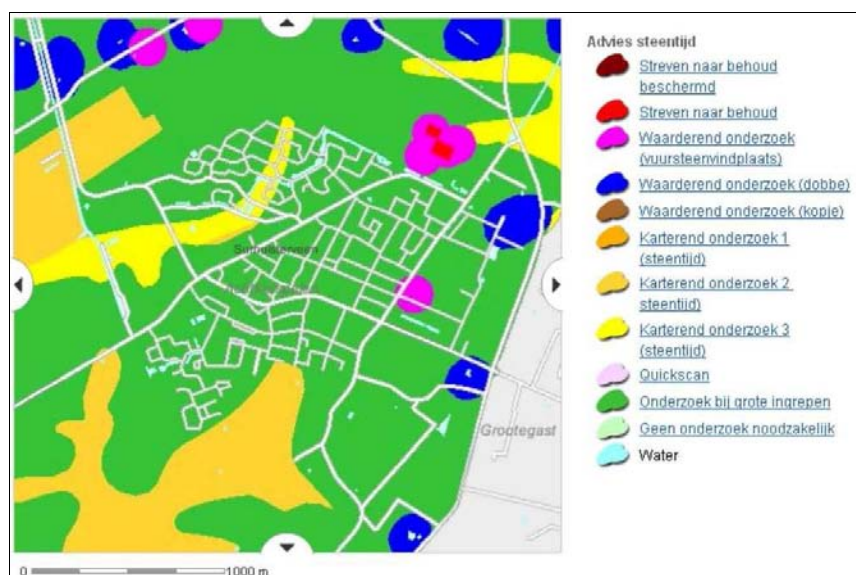 Advies steentijd
Streven naar behoud
beschermd
Streven naar behoud
Waarderend onderzoek
(vuursteenvindplaats)
Waarderend onderzoek (dobbe)
Waarderend onderzoek (kopje)
Karterend onderzoek 1
(steentijd)
Karterend onderzoek 2
steentijd)
Karterend onderzoek 3
(steentijd)
Quickscan
Onderzoek bij grote ingrepen
Geen onderzoek noodzakelijk
Water
Grootegast
0 1000 m